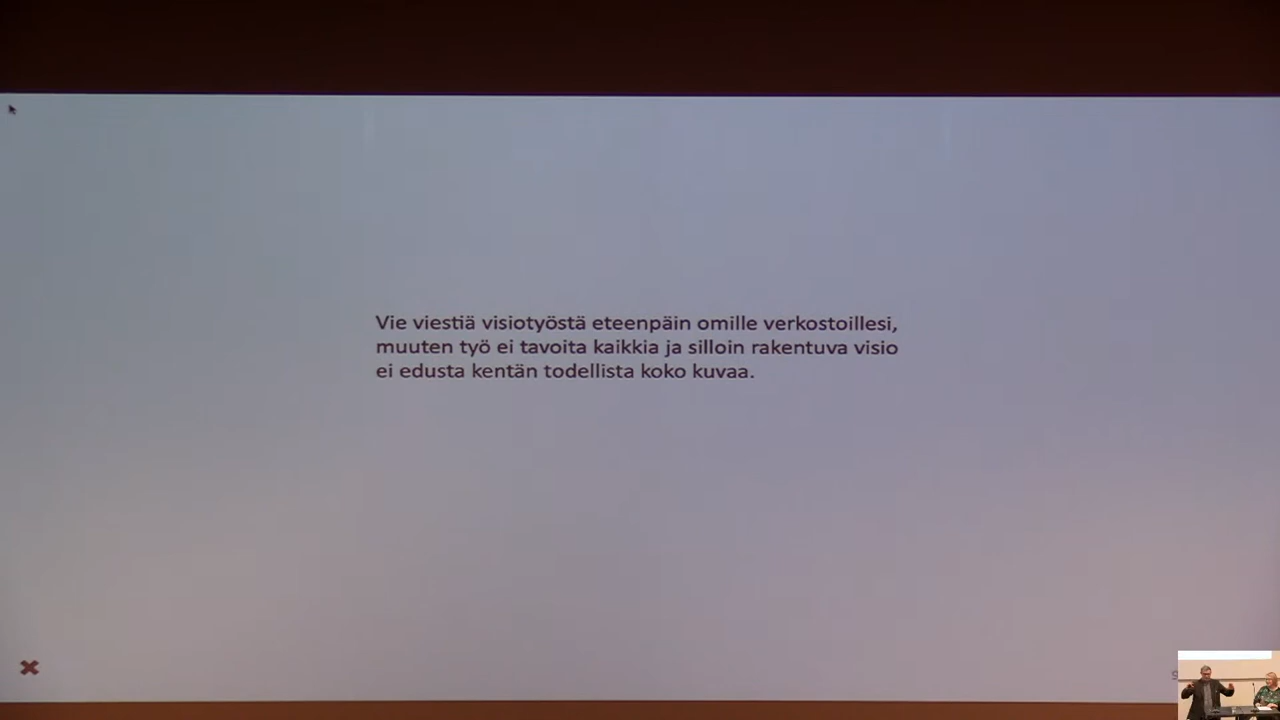 Vie viestiä visiotyöstä eteenpäin omille verkostoillesi,
muuten työ ei tavoita kaikkia ja silloin rakentuva visio
ei edusta kentän todellista koko kuvaa.